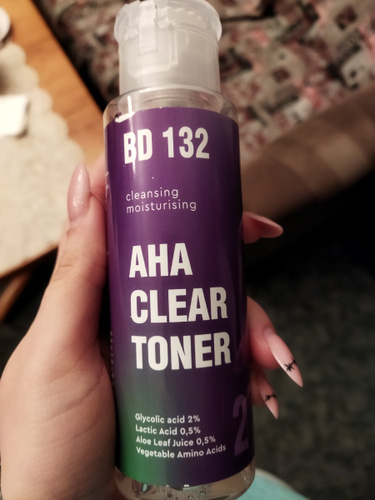 BD 132
cleansing
moisturising
AHA
CLEAR
TONER
2
Glycolic acid 2%
Lactic Acid 0,5%
Aloe Leaf Juice 0,5%
Vegetable Amino Acids